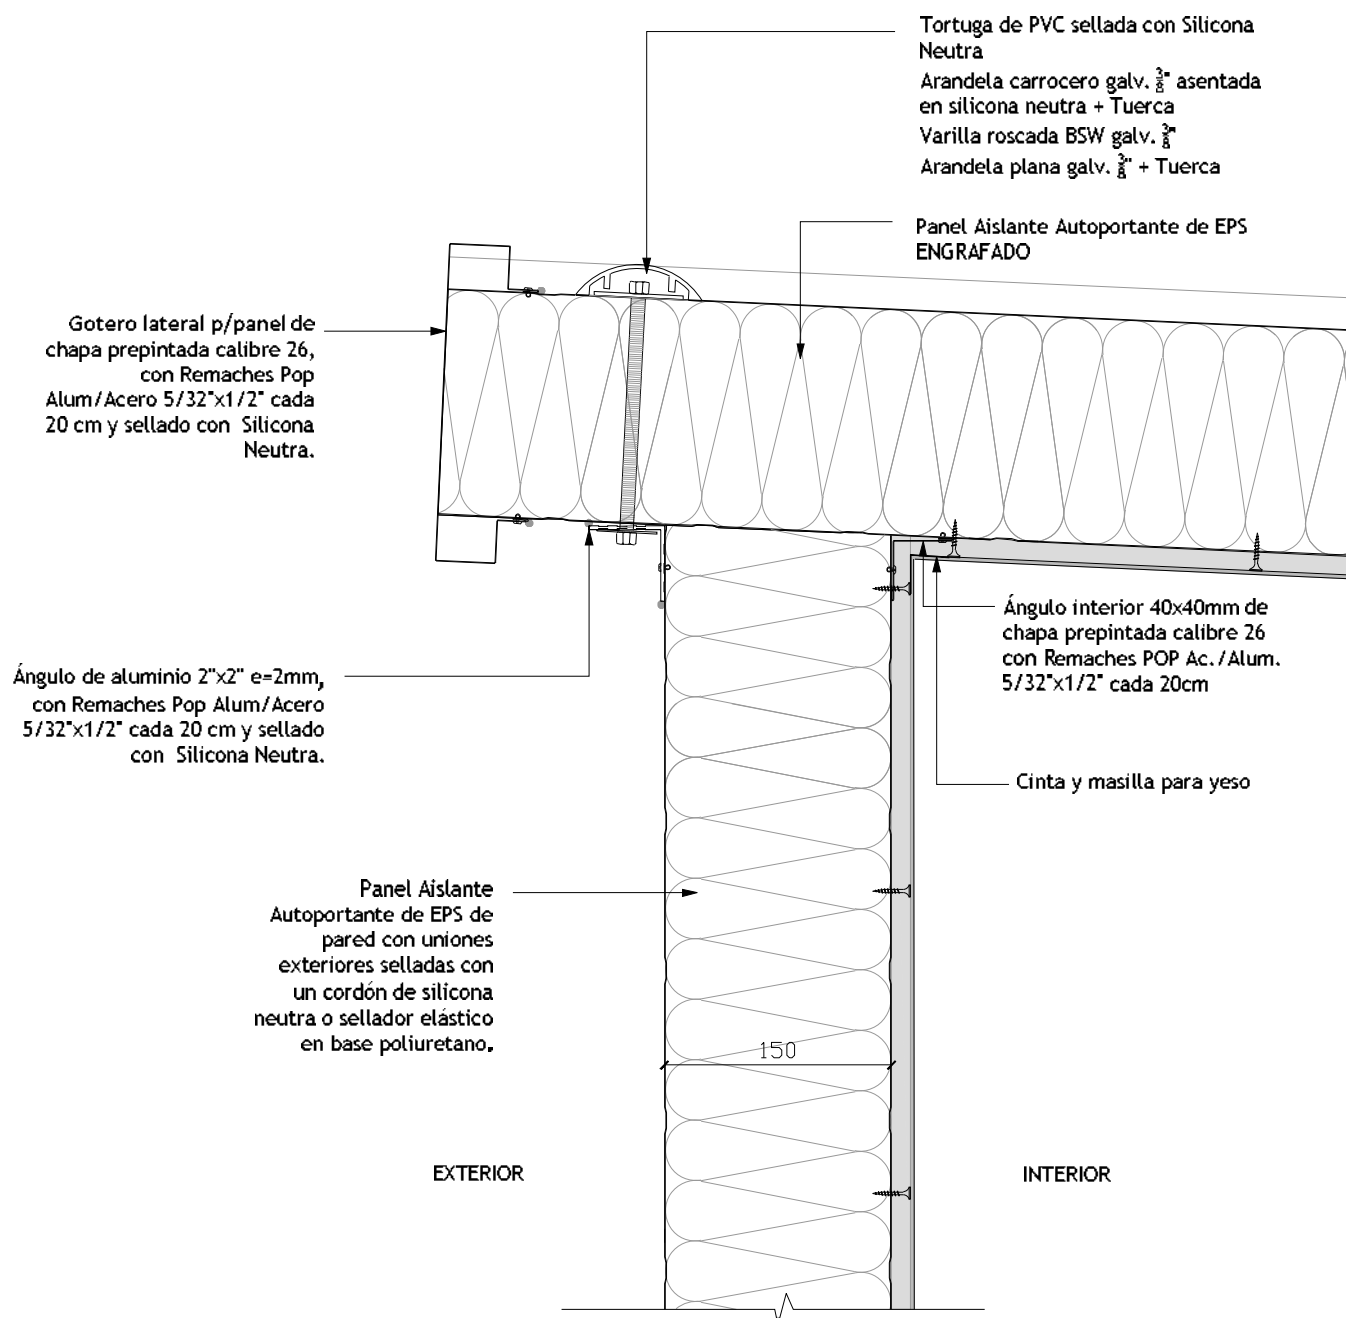 Tortuga de PVC sellada con Silicona
Neutra
Arandela carrocero galv. 3/8" asentada
en silicona neutra + Tuerca
Varilla roscada BSW galv. 3/8"
Arandela plana galv. 3/8" + Tuerca
Panel Aislante Autoportante de EPS
ENGRAFADO
Gotero lateral p/panel de
chapa prepintada calibre 26,
con Remaches Pop
Alum/Acero 5/32"x1/2" cada
20 cm y sellado con Silicona
Neutra.
Ángulo interior 40x40mm de
chapa prepintada calibre 26
con Remaches POP Ac./Alum.
5/32"x1/2" cada 20cm
Ángulo de aluminio 2"x2" e=2mm,
con Remaches Pop Alum/Acero
5/32"x1/2" cada 20 cm y sellado
con Silicona Neutra.
Cinta y masilla para yeso
Panel Aislante
Autoportante de EPS de
pared con uniones
exteriores selladas con
un cordón de silicona
neutra o sellador elástico
en base poliuretano.
150
EXTERIOR
INTERIOR